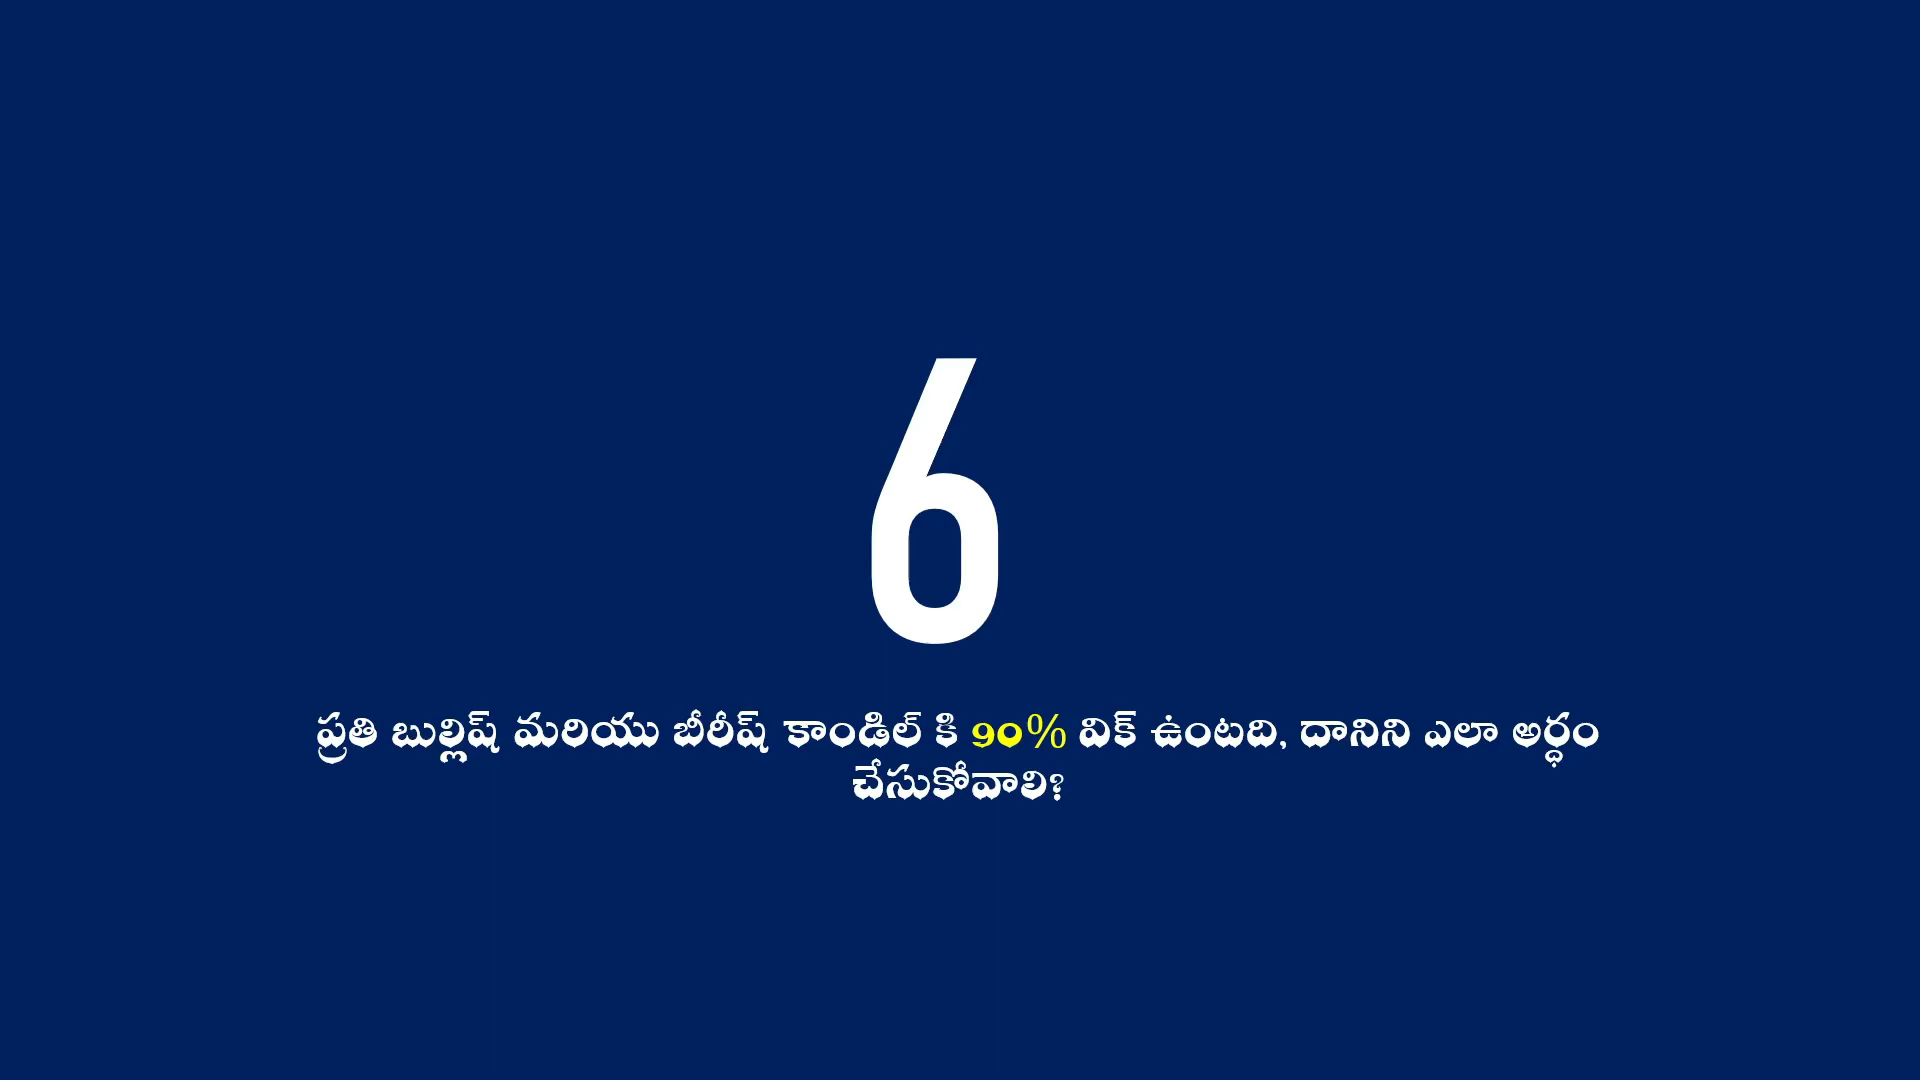 6
ప్రతి బుల్లిష్ మరియు బీరీష్ కాండిల్ కి 90% విక్ ఉంటది, దానిని ఎలా అర్ధం
చేసుకోవాలి?